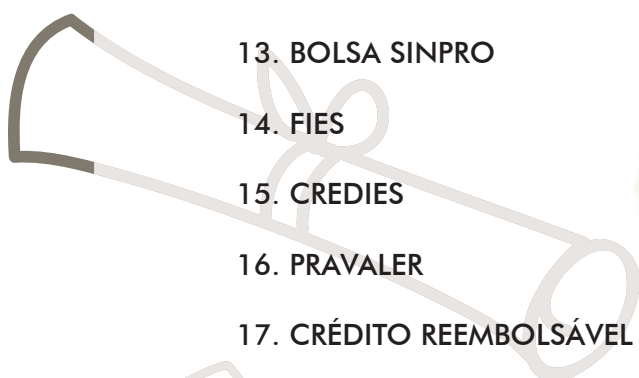 13. BOLSA SINPRO
14. FIES
15. CREDIES
16. PRAVALER
17. CRÉDITO REEMBOLSÁVEL